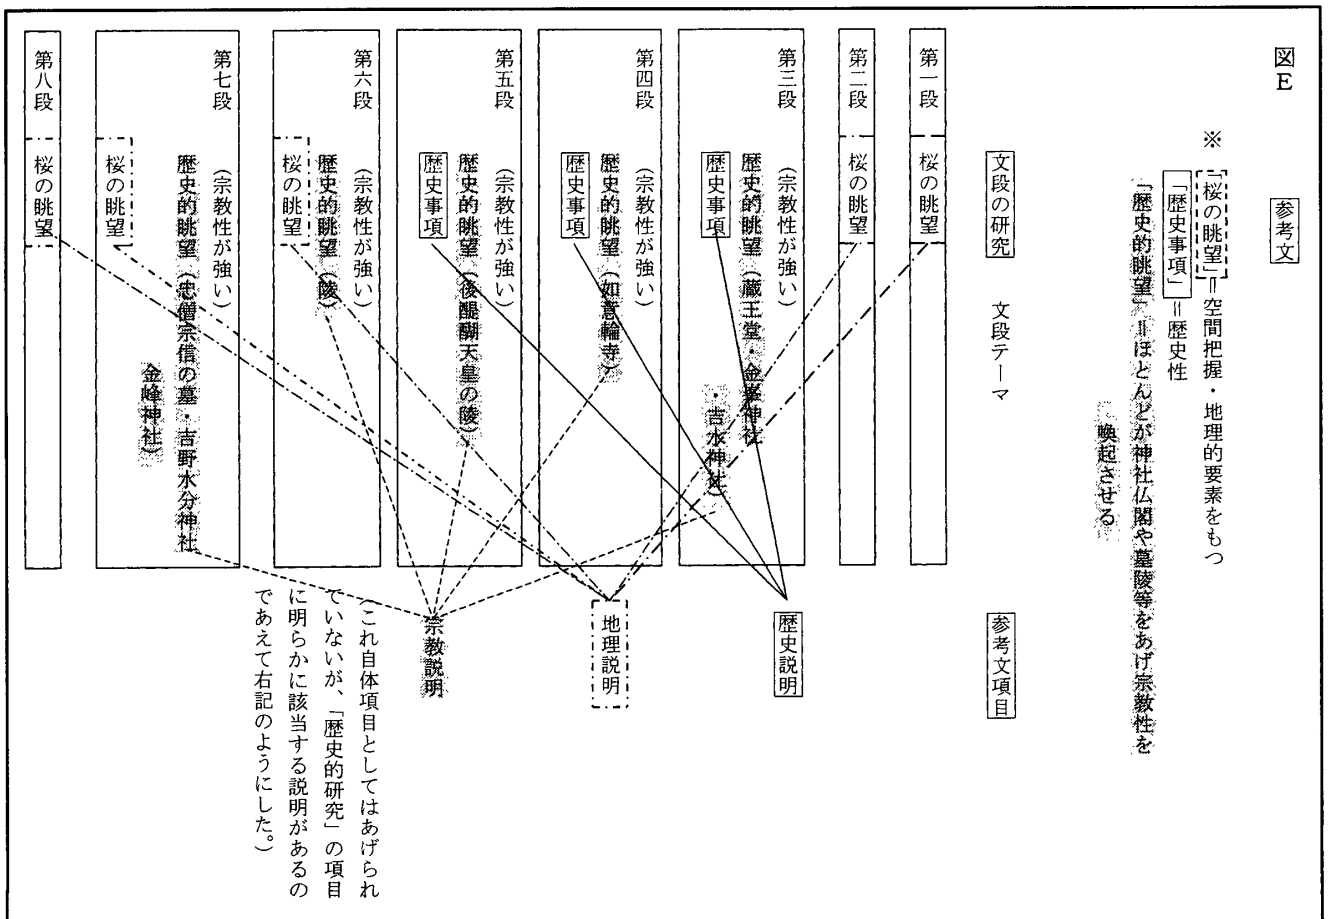 図E
参考文
※「桜の眺望」＝空間把握・地理的要素をもつ
「歴史事項」＝歴史性
「歴史的眺望」＝ほとんどが神社仏閣や墓陵等をあげ宗教性を
喚起させる
文段の研究　文段テーマ
参考文項目
第一段　桜の眺望
第二段　桜の眺望
第三段　（宗教性が強い）
歴史的眺望（蔵王堂・金峯神社
・吉水神社）
歴史事項
第四段　（宗教性が強い）
歴史的眺望（如意輪寺）
歴史事項
第五段　（宗教性が強い）
歴史的眺望（後醍醐天皇の陵）
歴史事項
第六段　（宗教性が強い）
歴史的眺望（陵）
桜の眺望
第七段　（宗教性が強い）
歴史的眺望（忠僧宗信の墓・吉野水分神社
金峰神社）
桜の眺望
第八段　桜の眺望
歴史説明
地理説明
宗教説明
（これ自体項目としてはあげられ
ていないが、「歴史的研究」の項目
に明らかに該当する説明があるの
であえて右記のようにした。）